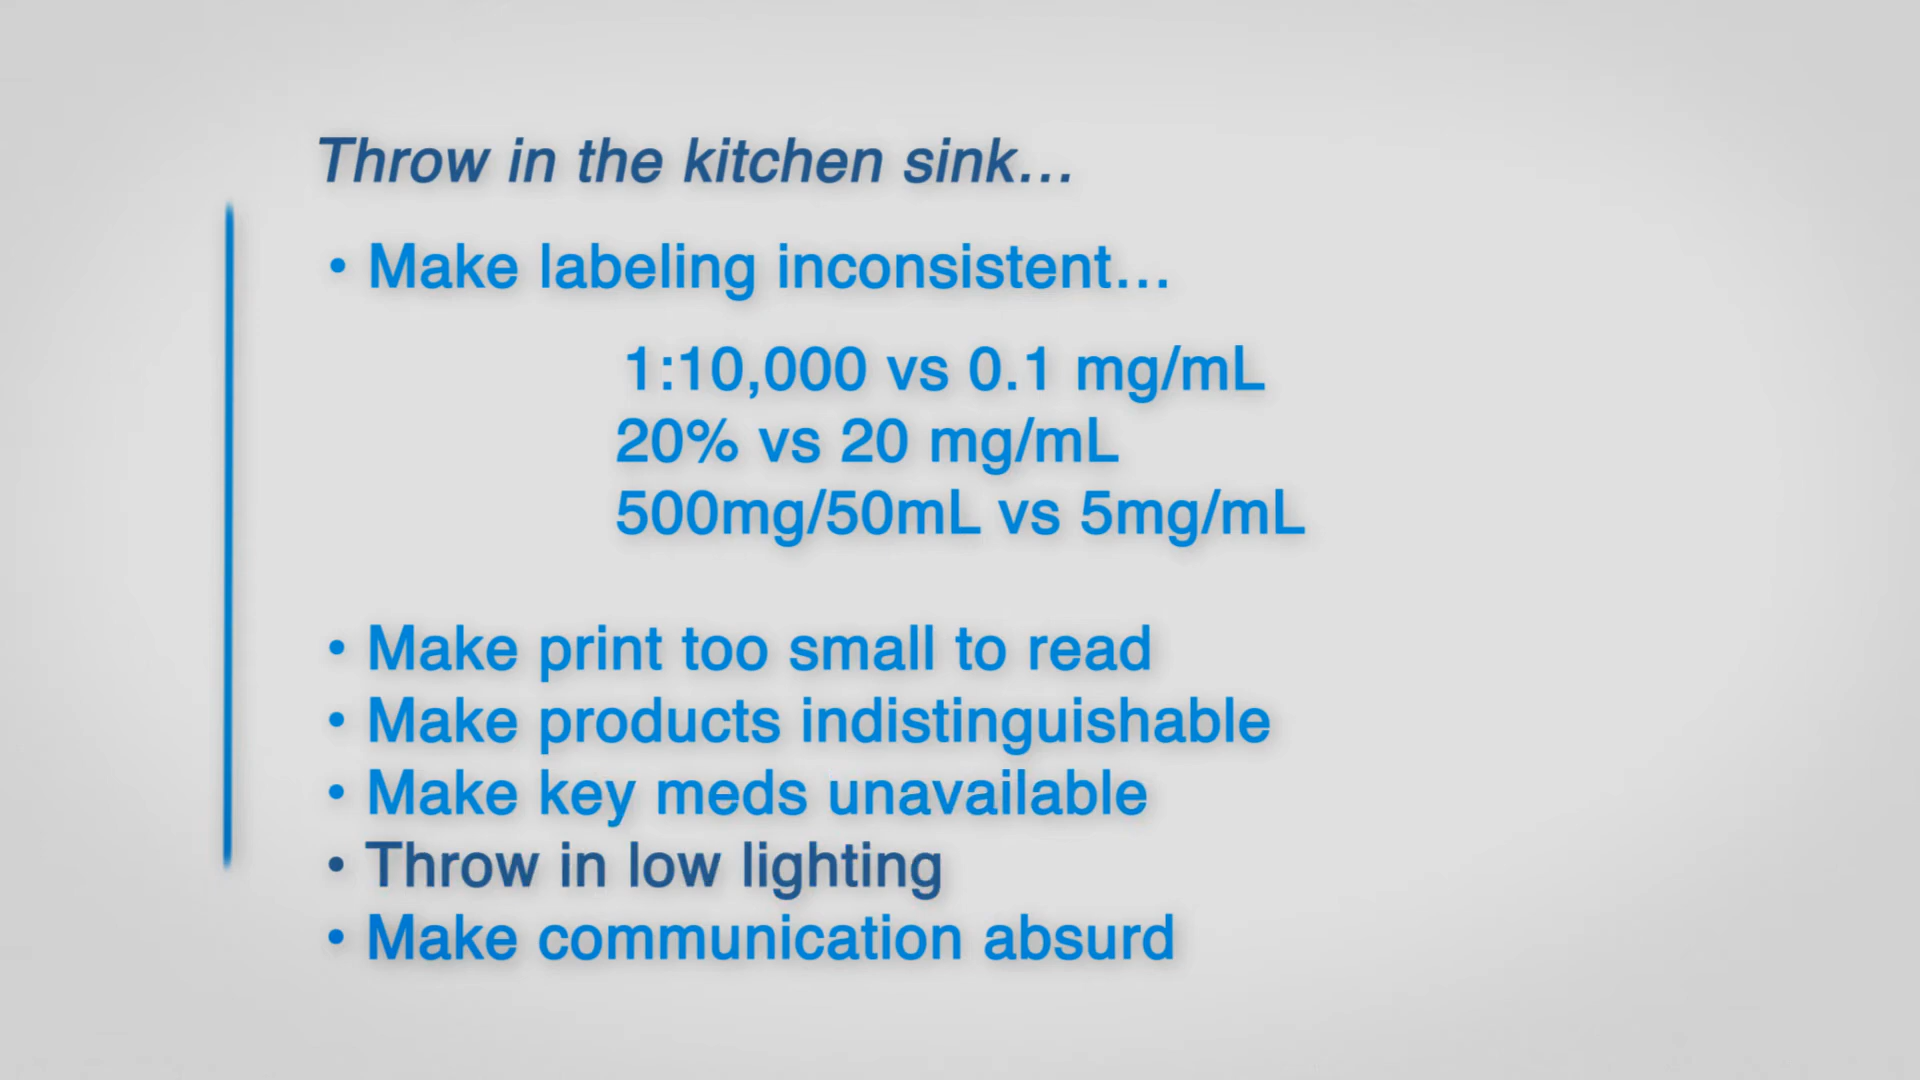 Throw in the kitchen sink…
• Make labeling inconsistent…
1:10,000 vs 0.1 mg/mL
20% vs 20 mg/mL
500mg/50mL vs 5mg/mL
• Make print too small to read
• Make products indistinguishable
• Make key meds unavailable
• Throw in low lighting
• Make communication absurd